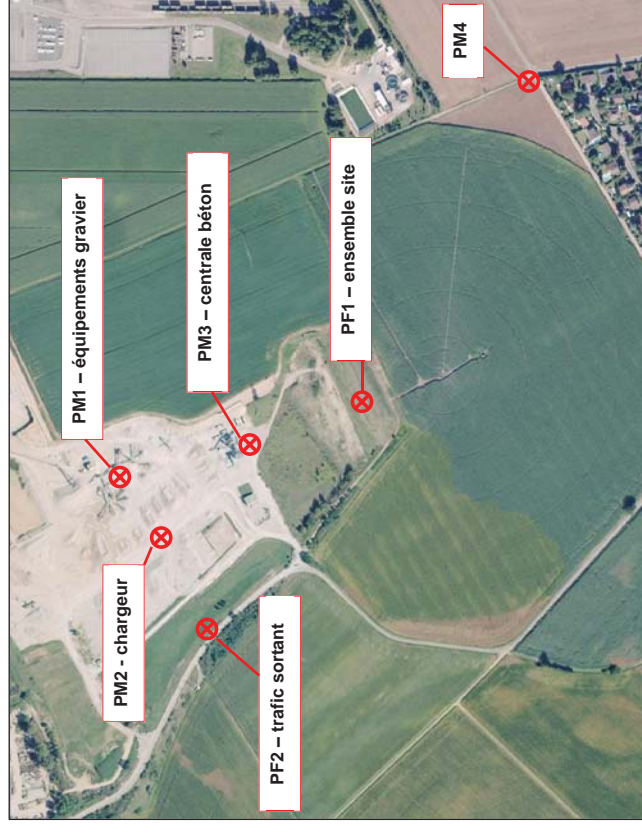 PM4
PM1 – équipements gravier
PM3 – centrale béton
PF1 – ensemble site
PM2 - chargeur
PF2 – trafic sortant